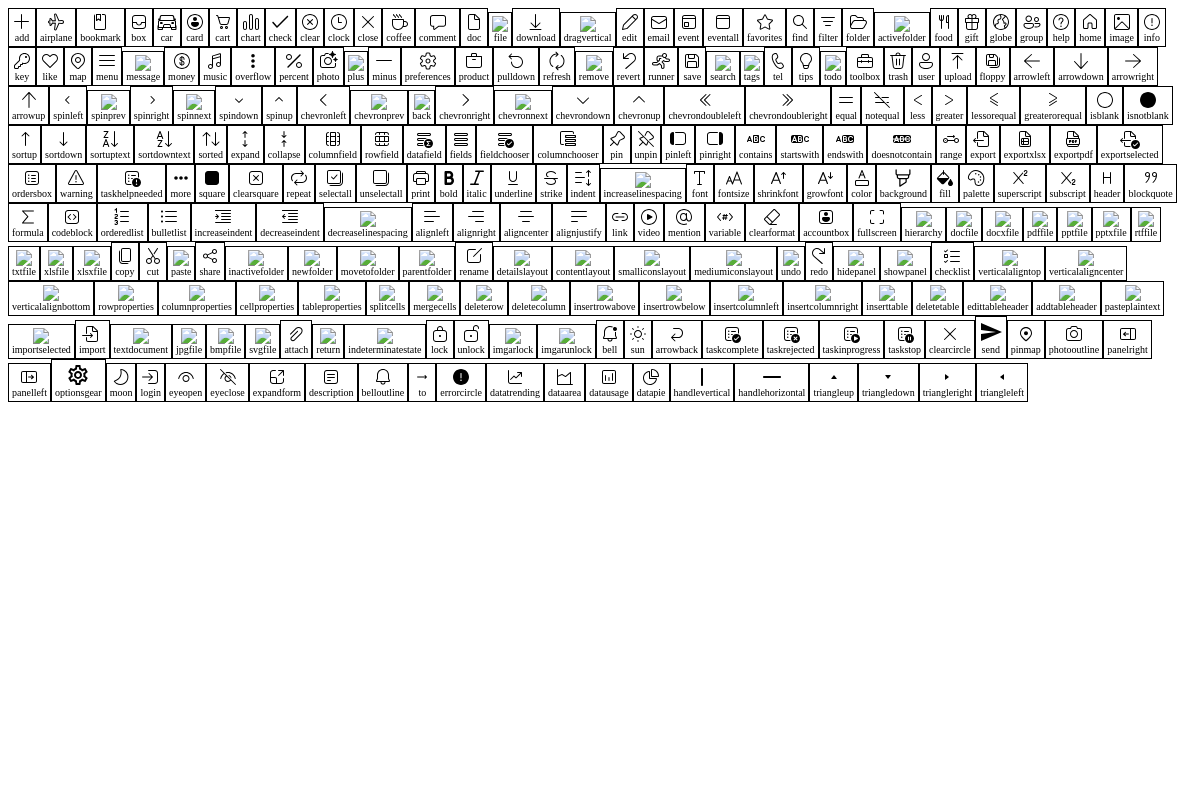 add airplane bookmark box car card cart chart check clear clock close coffee comment doc file download dragvertical edit email event eventall favorites find filter folder activefolder food gift globe group help home image info
key like map menu message money music overflow percent photo plus minus preferences product pulldown refresh remove revert runner save search tags tel tips todo toolbox trash user upload floppy arrowleft arrowdown arrowright
arrowup spinleft spinprev spinright spinnext spindown spinup chevronleft chevronprev back chevronright chevronnext chevrondown chevronup chevrondoubleleft chevrondoubleright equal notequal less greater lessorequal greaterorequal isblank isnotblank
sortup sortdown sortuptext sortdowntext sorted expand collapse columnfield rowfield datafield fields fieldchooser columnchooser pin unpin pinleft pinright contains startswith endswith doesnotcontain range export exportxlsx exportpdf exportselected
ordersbox warning taskhelpneeded more square clearsquare repeat selectall unselectall print bold italic underline strike indent increaselinespacing font fontsize shrinkfont growfont color background fill palette superscript subscript header blockquote
formula codeblock orderedlist bulletlist increaseindent decreaseindent decreaselinespacing alignleft alignright aligncenter alignjustify link video mention variable clearformat accountbox fullscreen hierarchy docfile docxfile pdffile pptfile pptxfile rtffile
txtfile xlsfile xlsxfile copy cut paste share inactivefolder newfolder movetofolder parentfolder rename detailslayout contentlayout smalliconslayout mediumiconslayout undo redo hidepanel showpanel checklist verticalaligntop verticalaligncenter
verticalalignbottom rowproperties columnproperties cellproperties tableproperties splitcells mergecells deleterow deletecolumn insertrowabove insertrowbelow insertcolumnleft insertcolumnright inserttable deletetable edittableheader addtableheader pasteplaintext
importselected import textdocument jpgfile bmpfile svgfile attach return indeterminatestate lock unlock imgarlock imgarunlock bell sun arrowback taskcomplete taskrejected taskinprogress taskstop clearcircle send pinmap photooutline panelright
panelleft optionsgear moon login eyeopen eyeclose expandform description belloutline to errorcircle datatrending dataarea datausage datapie handlevertical handlehorizontal triangleup triangledown triangleright triangleleft